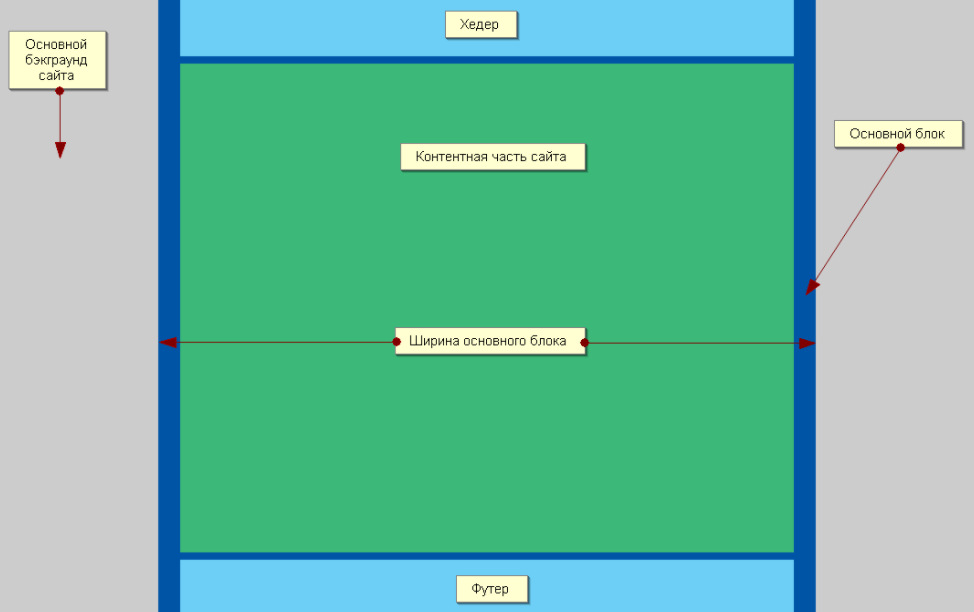 Хедер
Основной
бэкграунд
сайта
Основной блок
Контентная часть сайта
Ширина основного блока
Футер